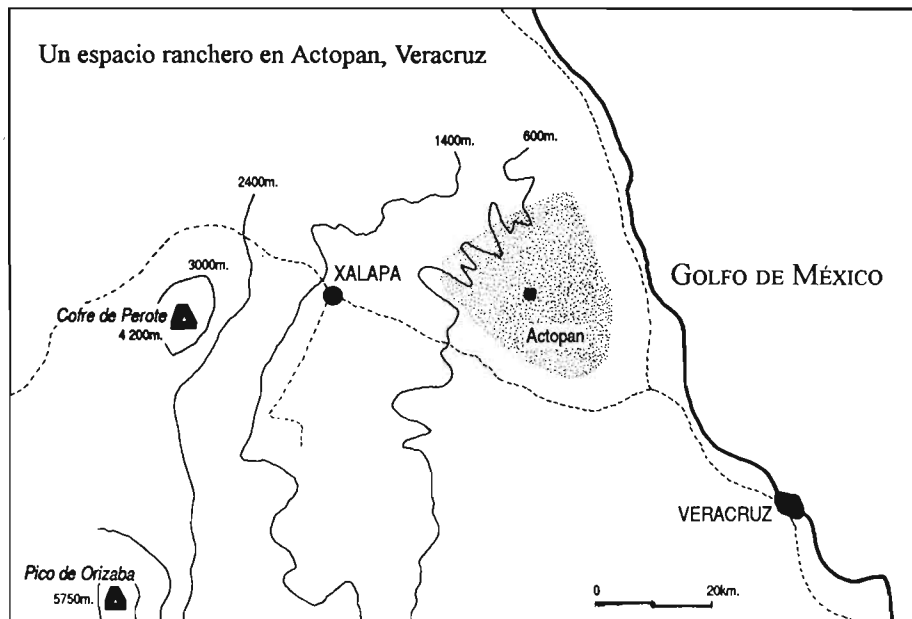 Un espacio ranchero en Actopan, Veracruz
600m.
1400m.
2400m.
3000m.
XALAPA
GOLFO DE MÉXICO
Cofre de Perote
4 200m.
Actopan
VERACRUZ
Pico de Orizaba
5750m.
0 20km.